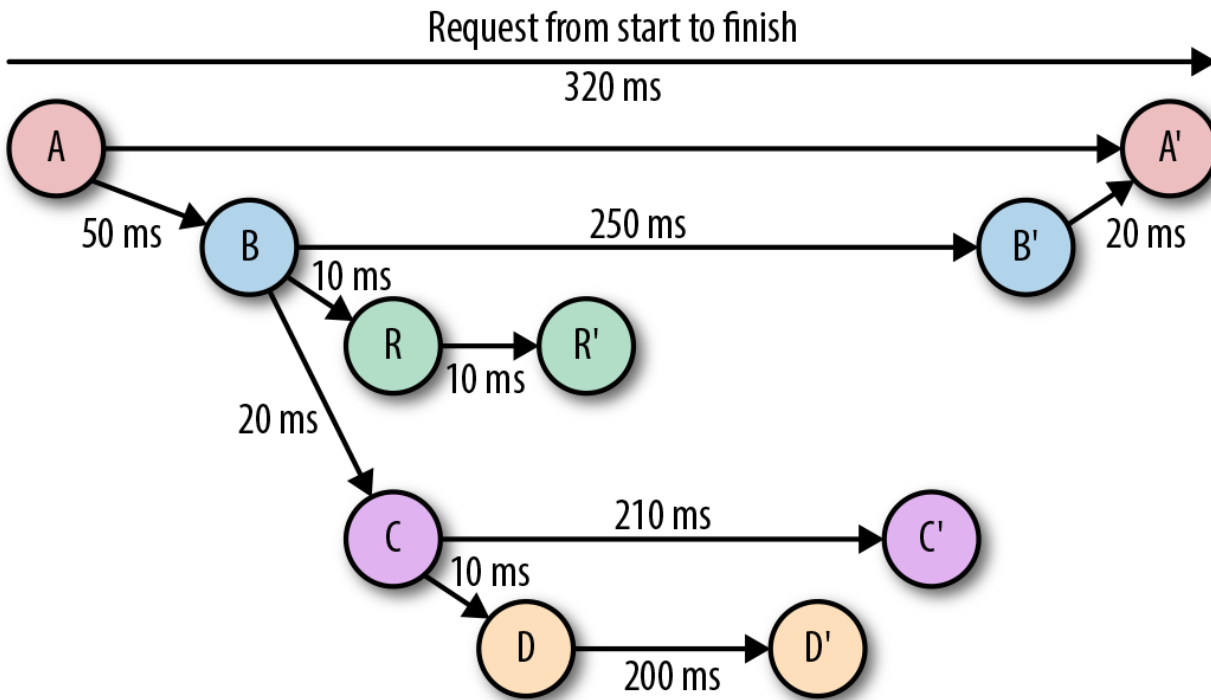 Request from start to finish
320 ms
A
A'
50 ms
B
250 ms
B'
20 ms
10 ms
R
R'
10 ms
20 ms
C
210 ms
C'
10 ms
D
D'
200 ms